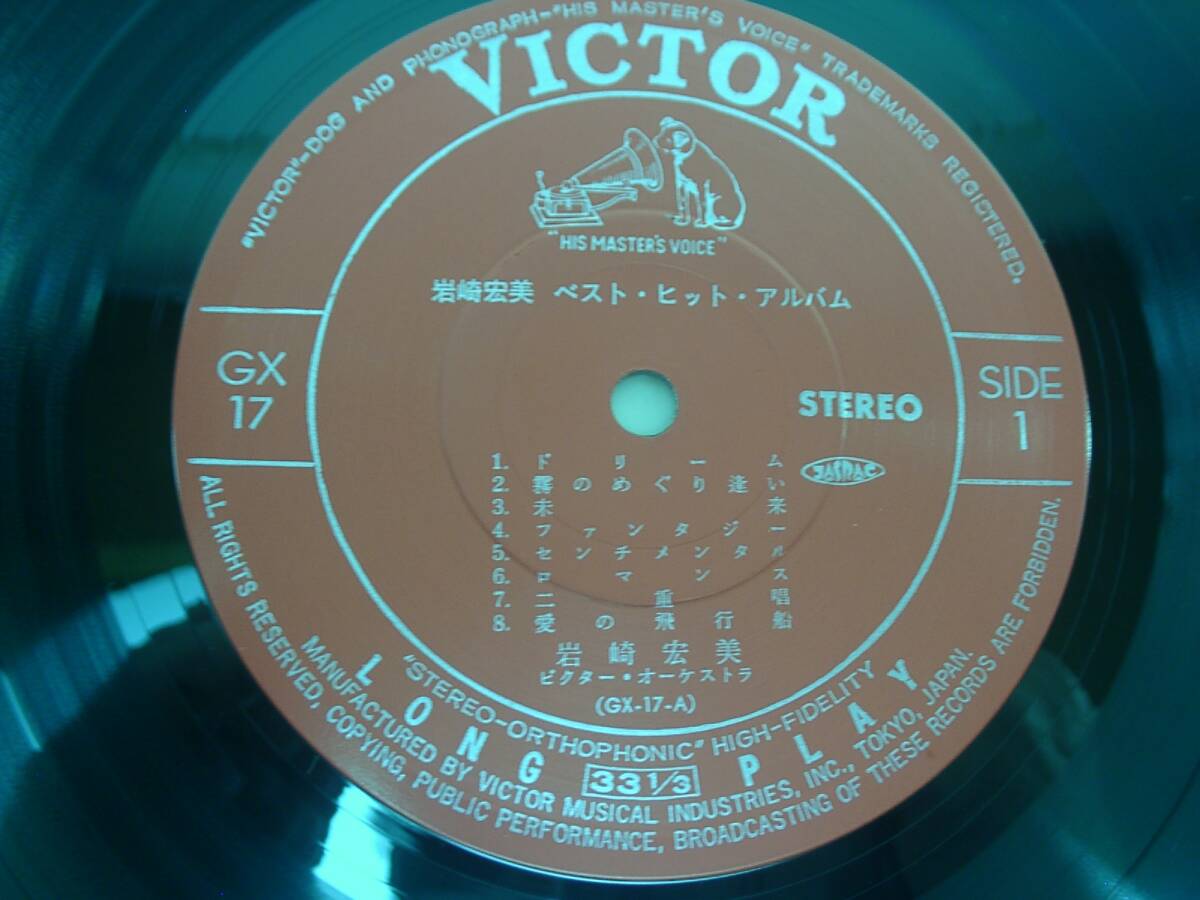 "VICTOR"–DOG AND PHONOGRAPH–"HIS MASTER'S VOICE" TRADEMARKS REGISTERED.
VICTOR
"HIS MASTER'S VOICE"
岩崎宏美 ベスト・ヒット・アルバム
GX
17
STEREO
SIDE
1
JASRAC
1. ドリーム
2. 霧のめぐり逢い
3. 未来
4. ファンタジー
5. センチメンタル
6. ロマンス
7. 二重唱
8. 愛の飛行船
岩崎宏美
ビクター・オーケストラ
(GX-17-A)
"STEREO-ORTHOPHONIC" HIGH-FIDELITY
LONG 33 1/3 PLAY
MANUFACTURED BY VICTOR MUSICAL INDUSTRIES, INC., TOKYO, JAPAN.
ALL RIGHTS RESERVED, COPYING, PUBLIC PERFORMANCE, BROADCASTING OF THESE RECORDS ARE FORBIDDEN.